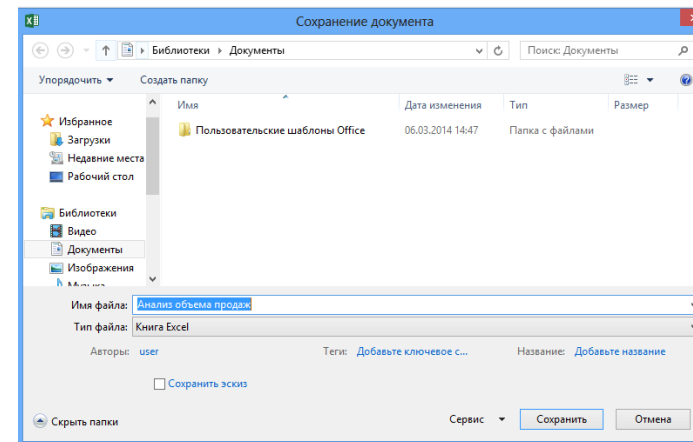 Сохранение документа
Библиотеки Документы
Поиск: Документы
Упорядочить Создать папку
Имя Дата изменения Тип Размер
Избранное
Пользовательские шаблоны Office 06.03.2014 14:47 Папка с файлами
Загрузки
Недавние места
Рабочий стол
Библиотеки
Видео
Документы
Изображения
Имя файла: Анализ объема продаж
Тип файла: Книга Excel
Авторы: user Теги: Добавьте ключевое с... Название: Добавьте название
Сохранить эскиз
Скрыть папки Сервис Сохранить Отмена